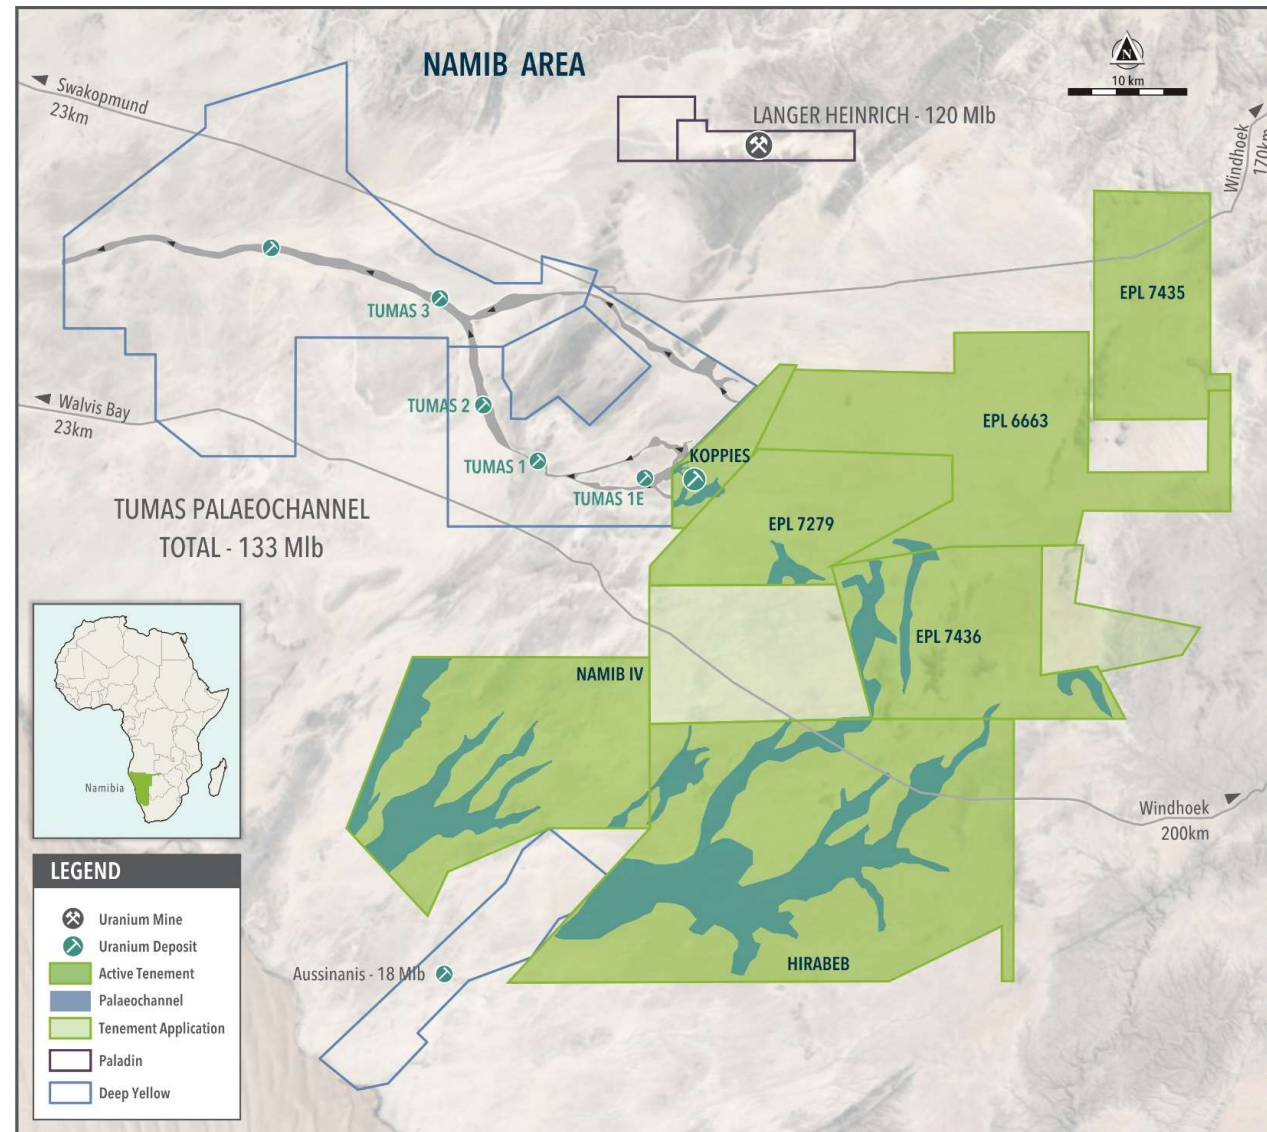 NAMIB AREA
N
10 km
Swakopmund
23km
LANGER HEINRICH - 120 Mlb
Windhoek
170km
EPL 7435
TUMAS 3
Walvis Bay
23km
TUMAS 2
EPL 6663
TUMAS 1
KOPPIES
TUMAS 1E
TUMAS PALAEOCHANNEL
TOTAL - 133 Mlb
EPL 7279
EPL 7436
NAMIB IV
Namibia
Windhoek
200km
HIRABEB
Aussinanis - 18 Mlb
LEGEND
Uranium Mine
Uranium Deposit
Active Tenement
Palaeochannel
Tenement Application
Paladin
Deep Yellow